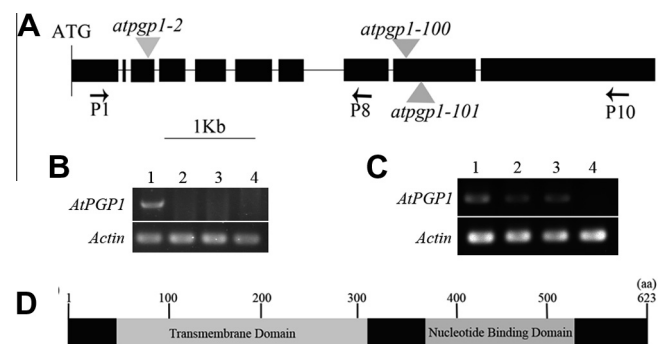 A
ATG
atpgp1-2
atpgp1-100
P1
P8
atpgp1-101
P10
1Kb
B
1 2 3 4
AtPGP1
Actin
C
1 2 3 4
AtPGP1
Actin
D
1 100 200 300 400 500 623
(aa)
Transmembrane Domain
Nucleotide Binding Domain